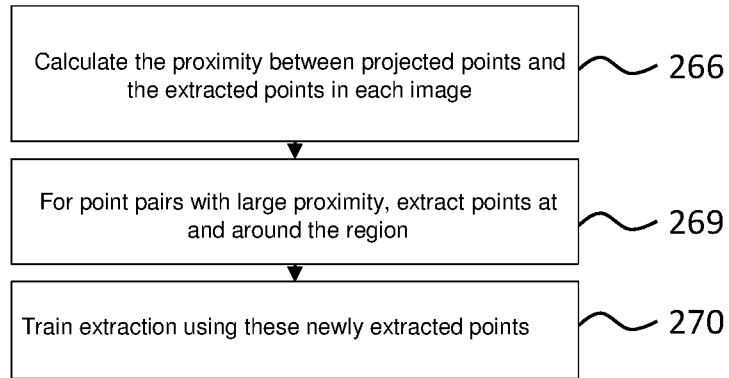 Calculate the proximity between projected points and
the extracted points in each image
266
For point pairs with large proximity, extract points at
and around the region
269
Train extraction using these newly extracted points
270